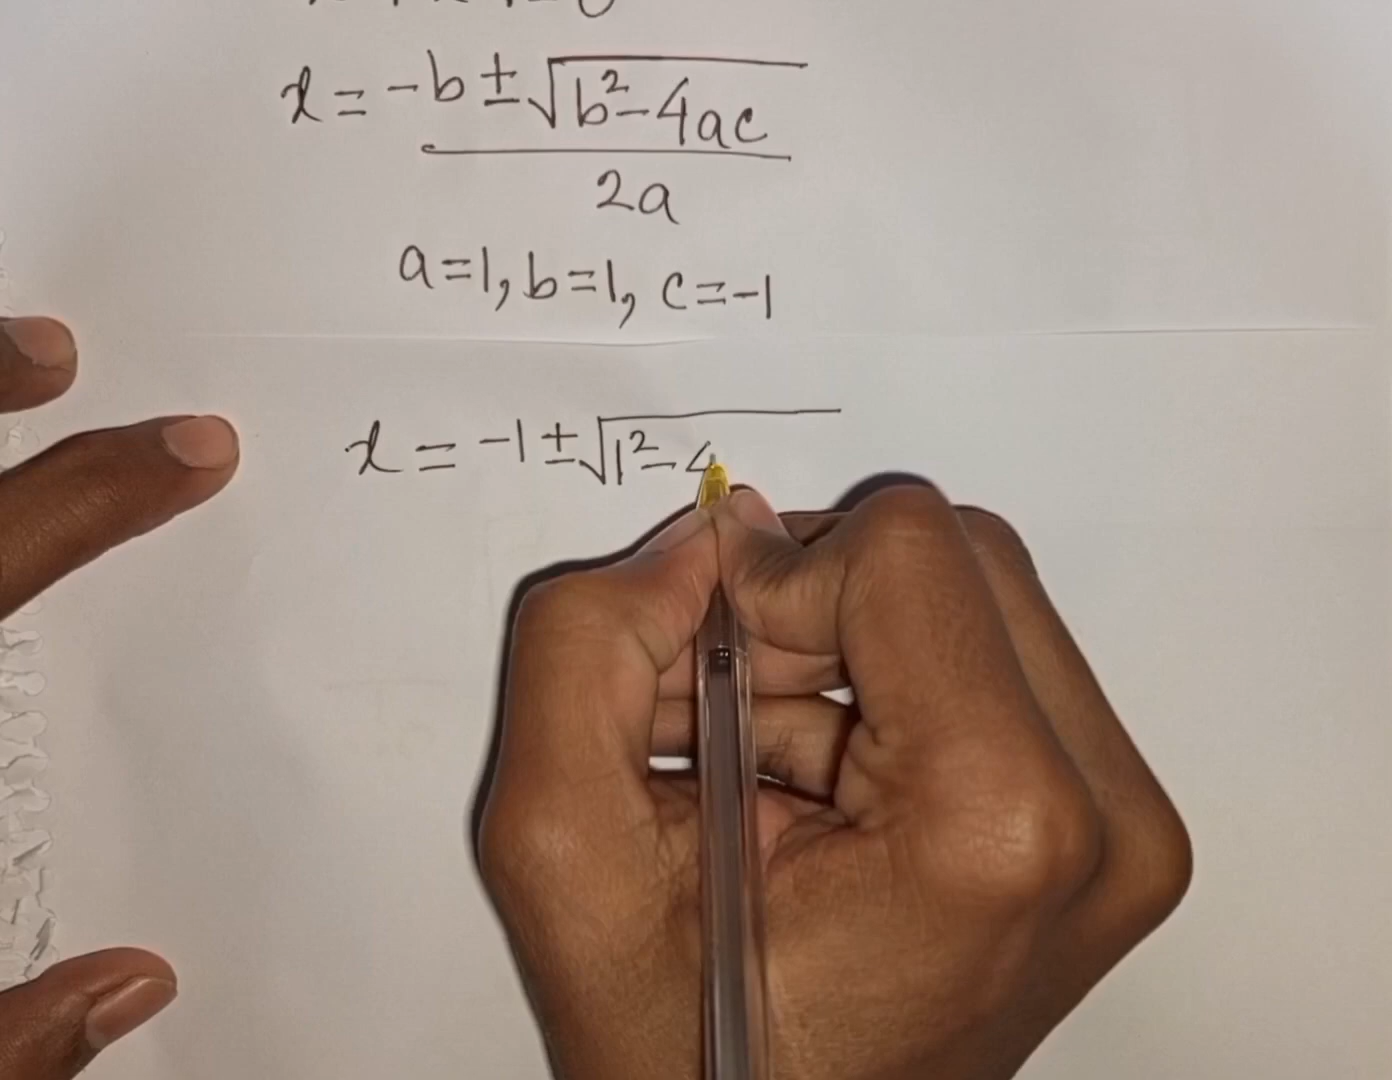 x = -b ± √b² - 4ac
2a
a = 1, b = 1, c = -1
x = -1 ± √1² - 4